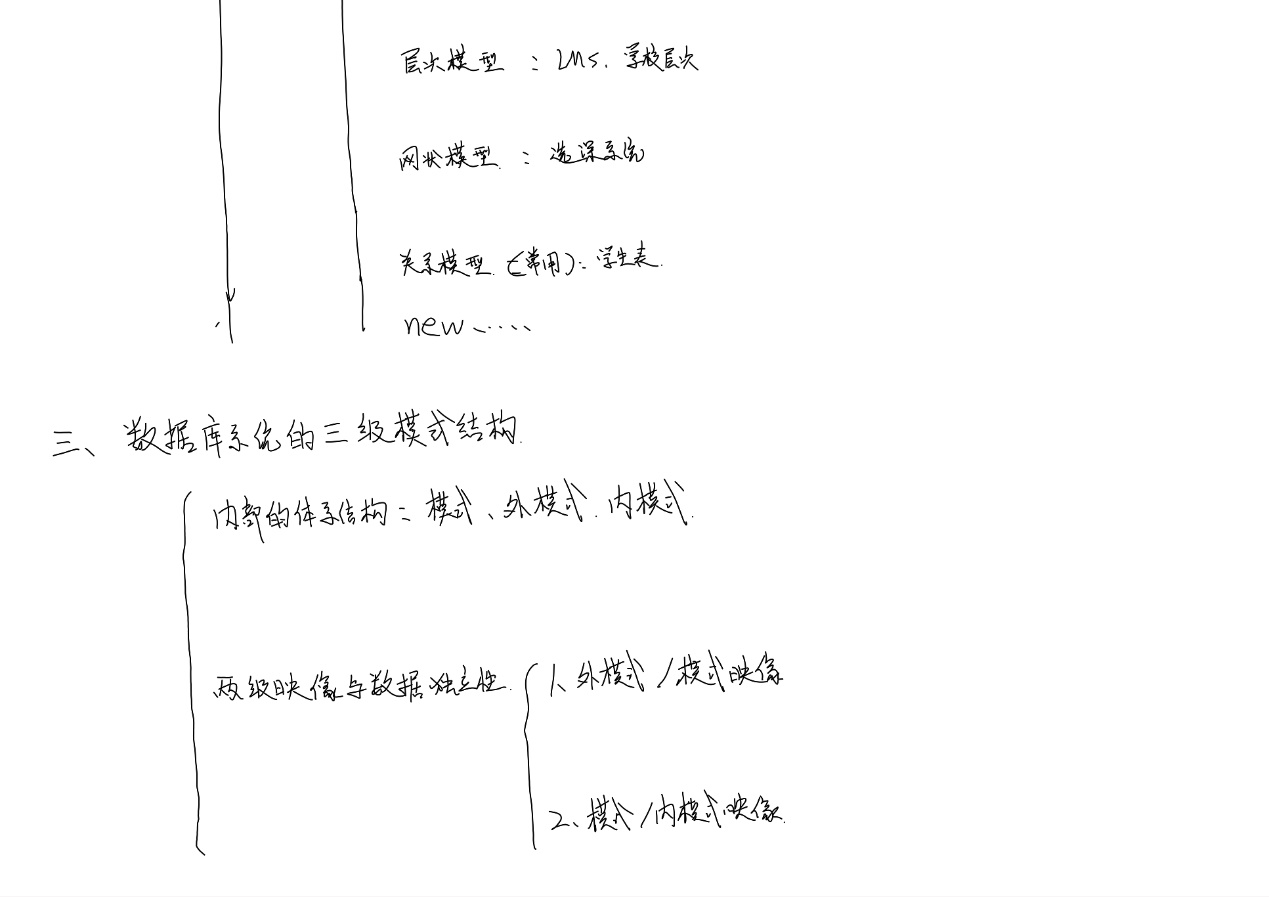 层次模型 : IMS. 学校层次
网状模型 : 选课系统
关系模型 (常用): 学生表.
new、....
三、数据库系统的三级模式结构.
内部的体系结构: 模式、外模式.内模式.
两级映像与数据独立性.
1、外模式/模式映像
2、模式/内模式映像.